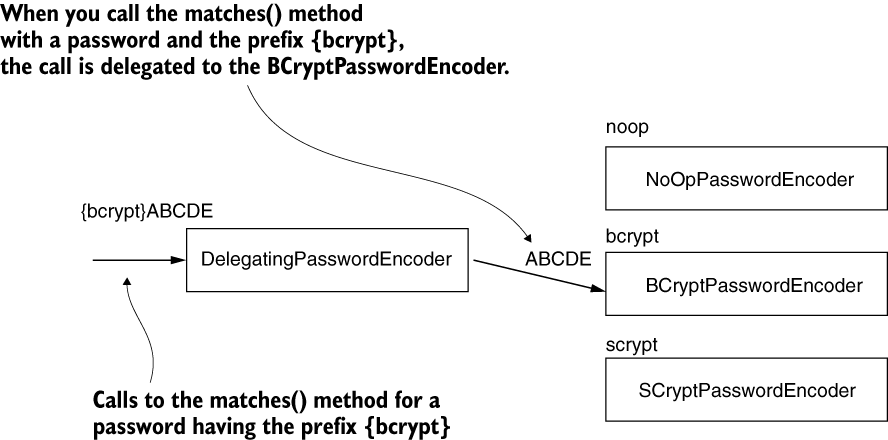 When you call the matches() method
with a password and the prefix {bcrypt},
the call is delegated to the BCryptPasswordEncoder.
noop
NoOpPasswordEncoder
{bcrypt}ABCDE
DelegatingPasswordEncoder
ABCDE
bcrypt
BCryptPasswordEncoder
scrypt
SCryptPasswordEncoder
Calls to the matches() method for a
password having the prefix {bcrypt}